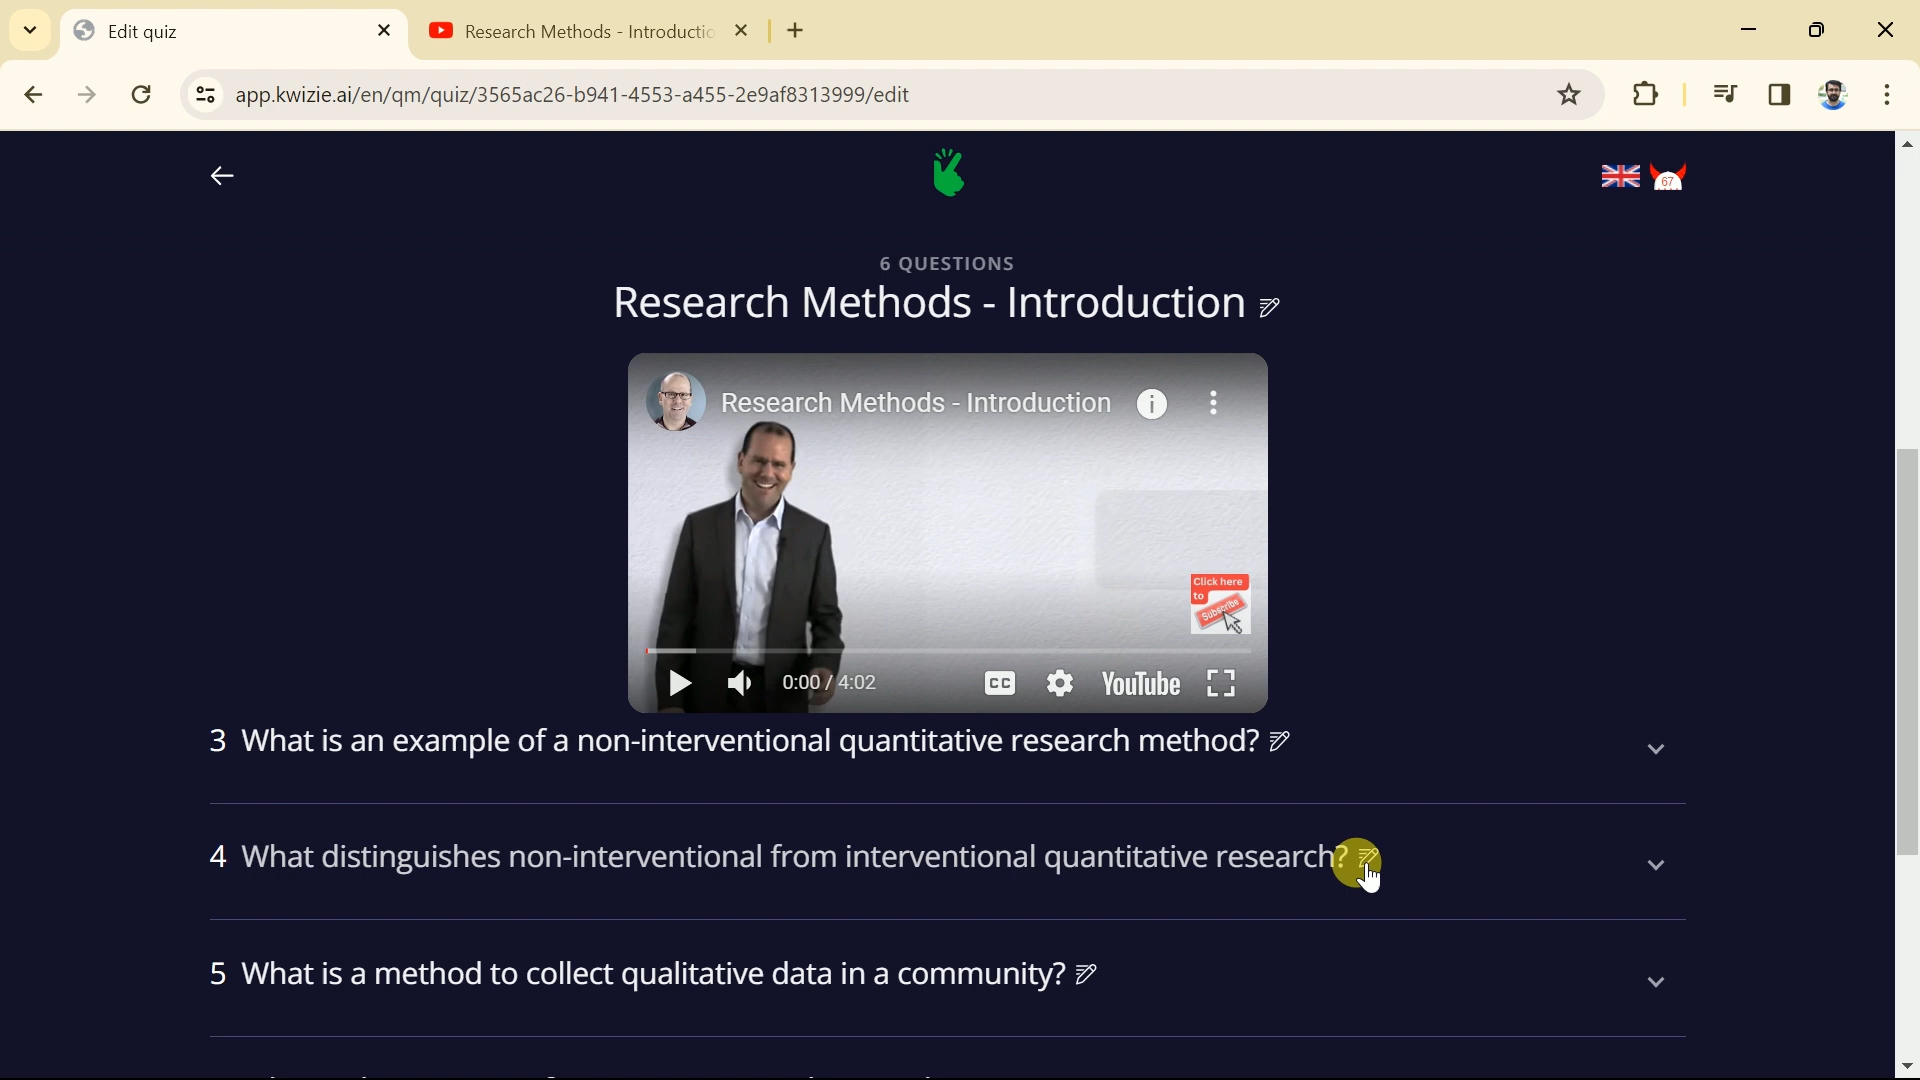 Edit quiz
Research Methods - Introductio
app.kwizie.ai/en/qm/quiz/3565ac26-b941-4553-a455-2e9af8313999/edit
67
6 QUESTIONS
Research Methods - Introduction
Research Methods - Introduction
Click here
to
Subscribe
0:00 / 4:02
CC
YouTube
3 What is an example of a non-interventional quantitative research method?
4 What distinguishes non-interventional from interventional quantitative research?
5 What is a method to collect qualitative data in a community?